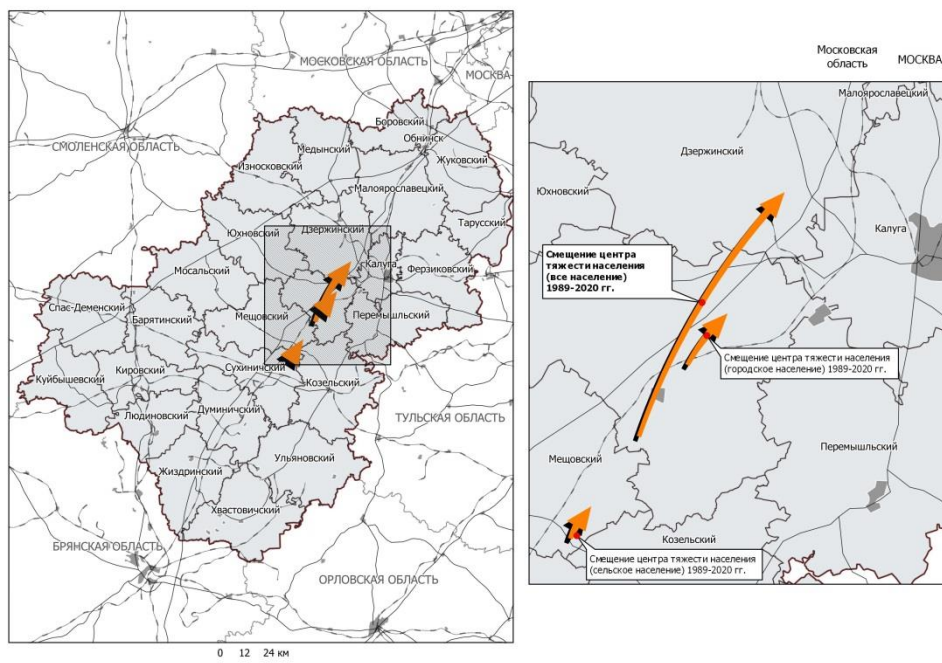 МОСКОВСКАЯ ОБЛАСТЬ
МОСКВА
СМОЛЕНСКАЯ ОБЛАСТЬ
Боровский
Обнинск
Медынский
Жуковский
Износковский
Малоярославецкий
Тарусский
Юхновский
Дзержинский
Мосальский
Калуга
Ферзиковский
Спас-Деменский
Барятинский
Мещовский
Перемышльский
Сухиничский
Куйбышевский
Кировский
Козельский
Думиничский
Людиновский
ТУЛЬСКАЯ ОБЛАСТЬ
Ульяновский
Жиздринский
Хвастовичский
БРЯНСКАЯ ОБЛАСТЬ
ОРЛОВСКАЯ ОБЛАСТЬ
0 12 24 км
Московская
область
МОСКВА
Малоярославецкий
Дзержинский
Юхновский
Калуга
Смещение центра
тяжести населения
(все население)
1989-2020 гг.
Смещение центра тяжести населения
(городское население) 1989-2020 гг.
Мещовский
Перемышльский
Козельский
Смещение центра тяжести населения
(сельское население) 1989-2020 гг.